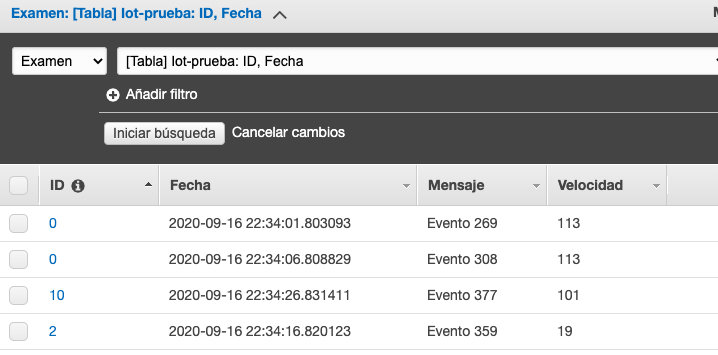 Examen: [Tabla] Iot-prueba: ID, Fecha
Examen [Tabla] Iot-prueba: ID, Fecha
Añadir filtro
Iniciar búsqueda Cancelar cambios
ID Fecha Mensaje Velocidad
0 2020-09-16 22:34:01.803093 Evento 269 113
0 2020-09-16 22:34:06.808829 Evento 308 113
10 2020-09-16 22:34:26.831411 Evento 377 101
2 2020-09-16 22:34:16.820123 Evento 359 19